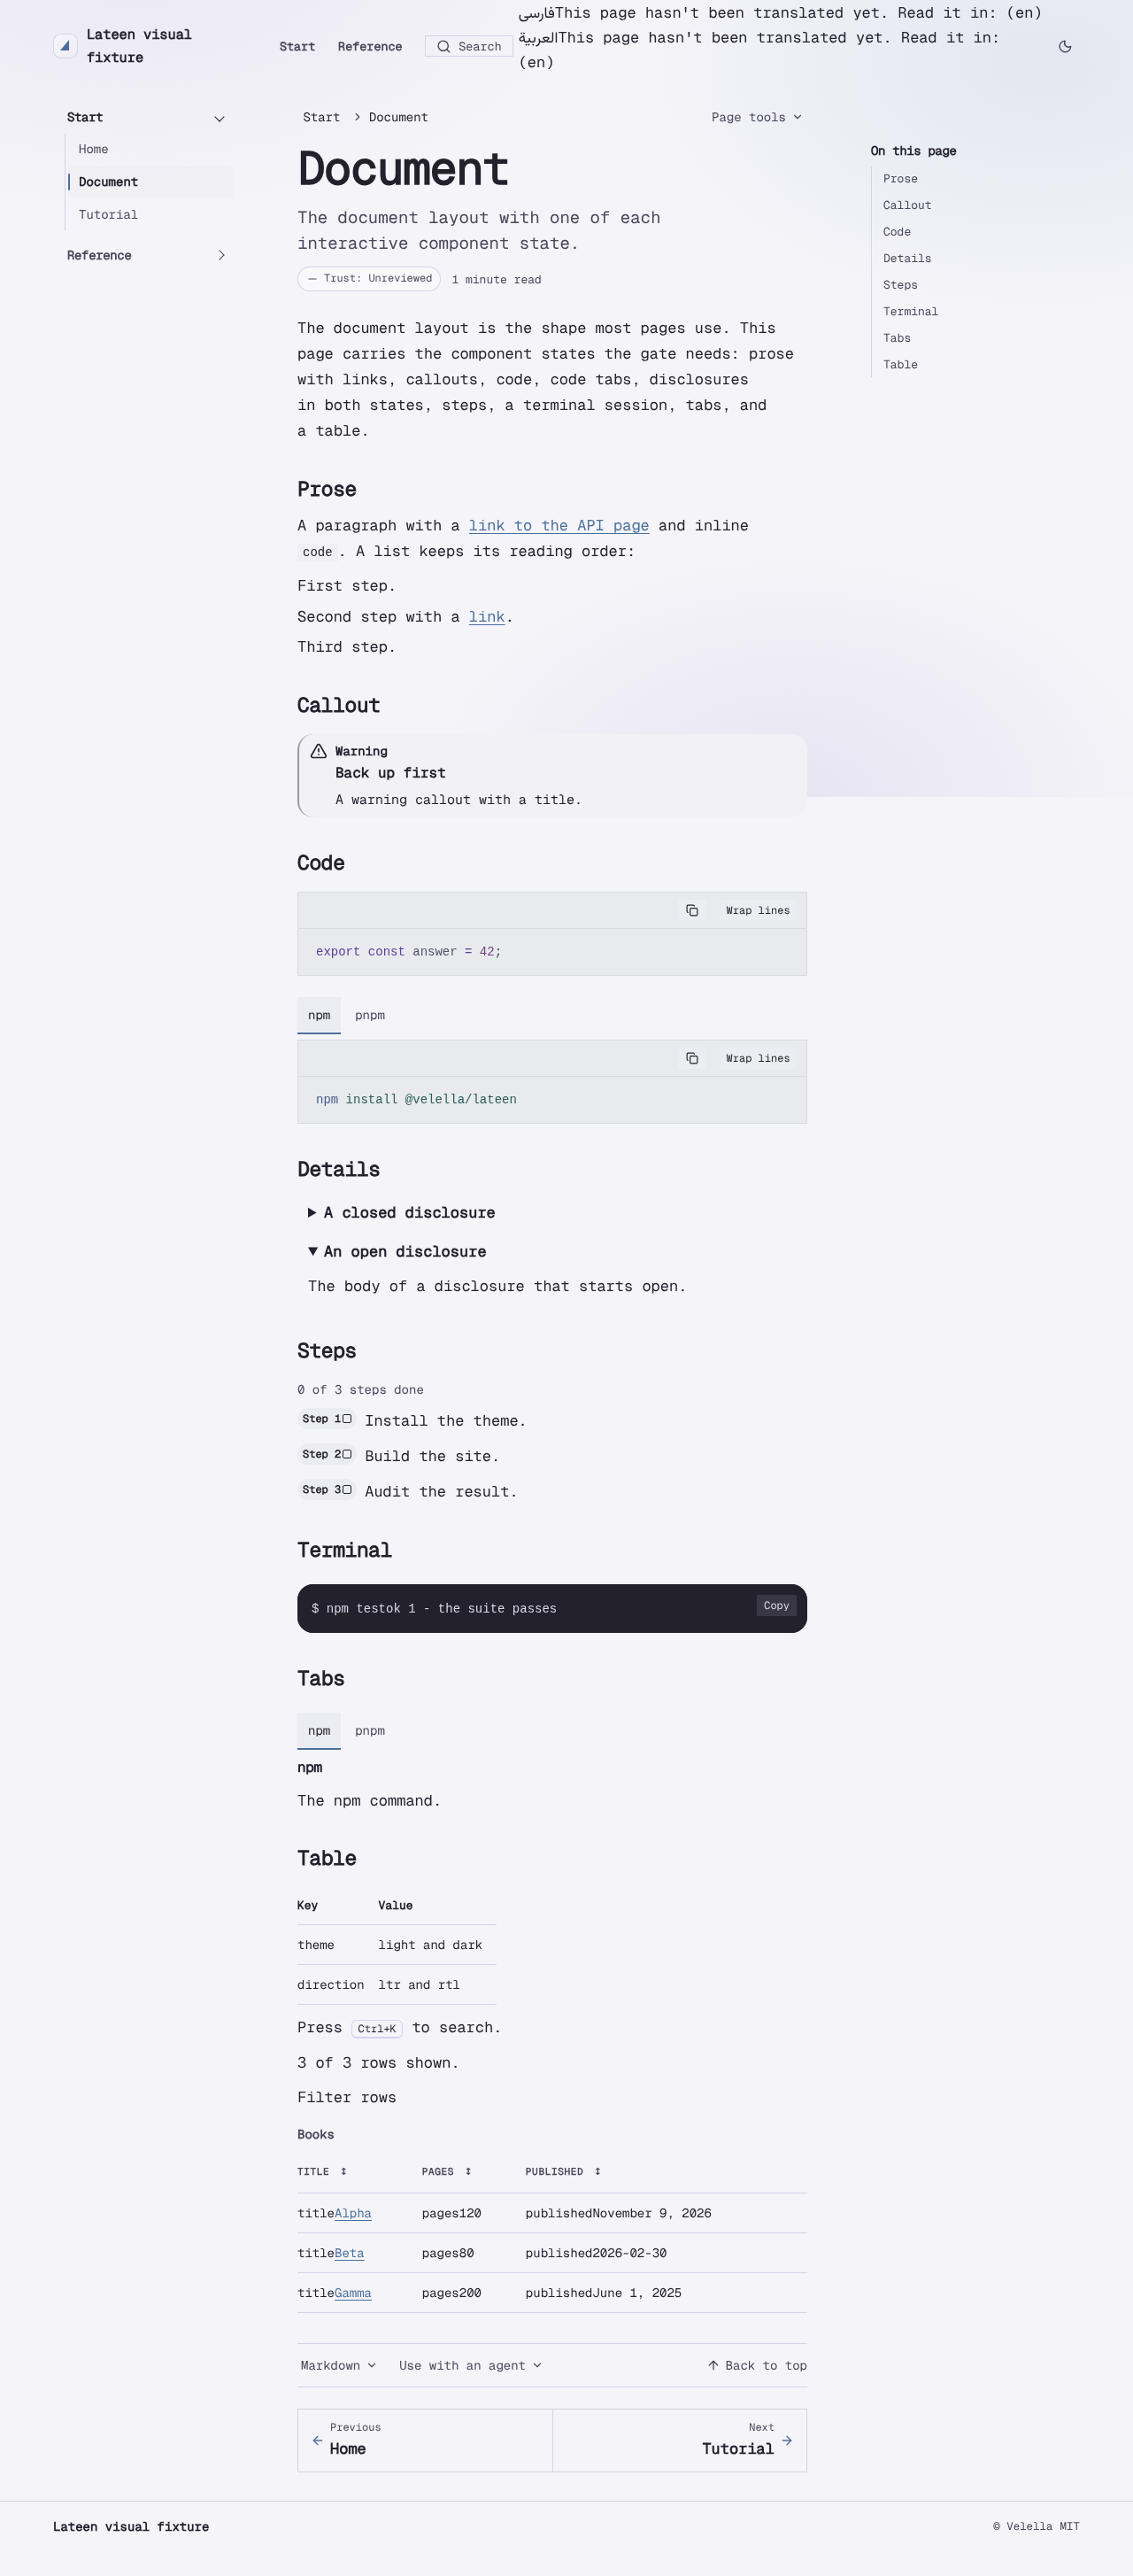 Lateen visual fixture
Start
Reference
Search
فارسیThis page hasn't been translated yet. Read it in: (en)
العربيةThis page hasn't been translated yet. Read it in: (en)
Start
Home
Document
Tutorial
Reference
Start > Document
Page tools
Document
The document layout with one of each
interactive component state.
— Trust: Unreviewed
1 minute read
On this page
Prose
Callout
Code
Details
Steps
Terminal
Tabs
Table
The document layout is the shape most pages use. This
page carries the component states the gate needs: prose
with links, callouts, code, code tabs, disclosures
in both states, steps, a terminal session, tabs, and
a table.
Prose
A paragraph with a link to the API page and inline
code. A list keeps its reading order:
First step.
Second step with a link.
Third step.
Callout
Warning
Back up first
A warning callout with a title.
Code
Wrap lines
export const answer = 42;
npm pnpm
Wrap lines
npm install @velella/lateen
Details
A closed disclosure
An open disclosure
The body of a disclosure that starts open.
Steps
0 of 3 steps done
Step 1 Install the theme.
Step 2 Build the site.
Step 3 Audit the result.
Terminal
$ npm testok 1 - the suite passes
Copy
Tabs
npm pnpm
npm
The npm command.
Table
Key Value
theme light and dark
direction ltr and rtl
Press Ctrl+K to search.
3 of 3 rows shown.
Filter rows
Books
TITLE ↕ PAGES ↕ PUBLISHED ↕
titleAlpha pages120 publishedNovember 9, 2026
titleBeta pages80 published2026-02-30
titleGamma pages200 publishedJune 1, 2025
Markdown Use with an agent ↑ Back to top
Previous
← Home
Next
Tutorial →
Lateen visual fixture
© Velella MIT